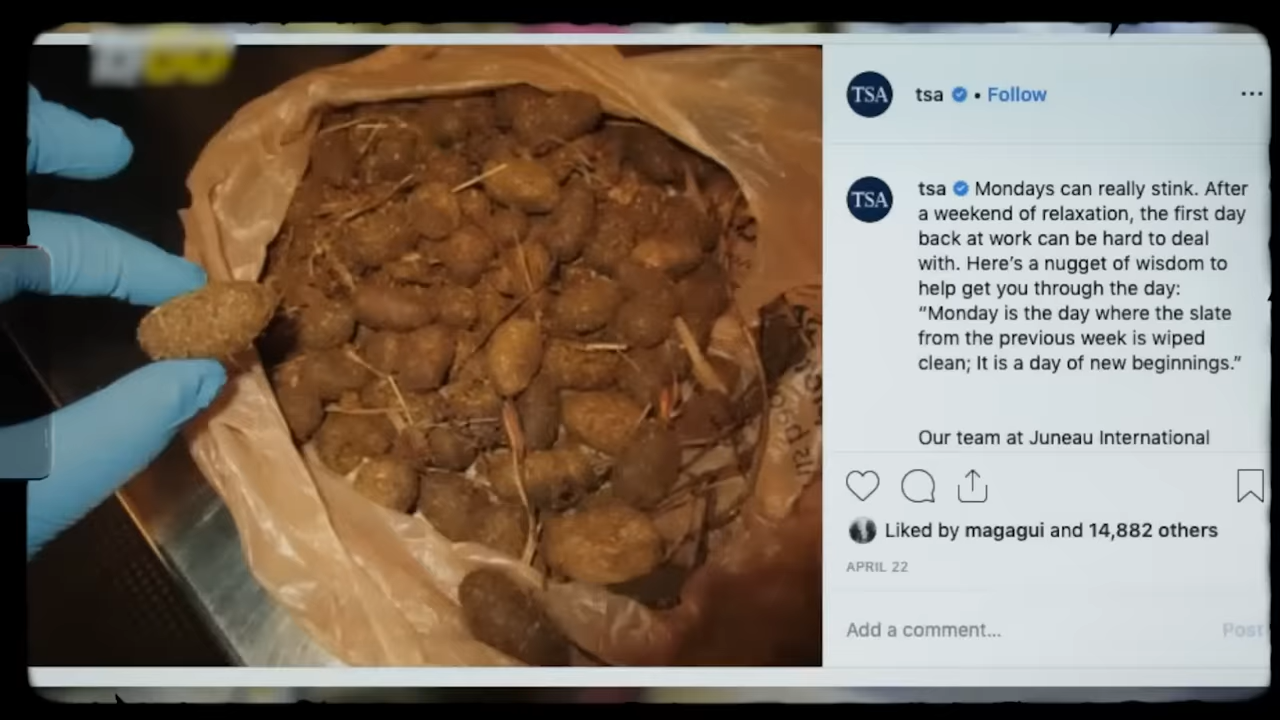 TSA
tsa • Follow
TSA
tsa Mondays can really stink. After
a weekend of relaxation, the first day
back at work can be hard to deal
with. Here's a nugget of wisdom to
help get you through the day:
“Monday is the day where the slate
from the previous week is wiped
clean; It is a day of new beginnings.”
Our team at Juneau International
Liked by magagui and 14,882 others
APRIL 22
Add a comment...
Post